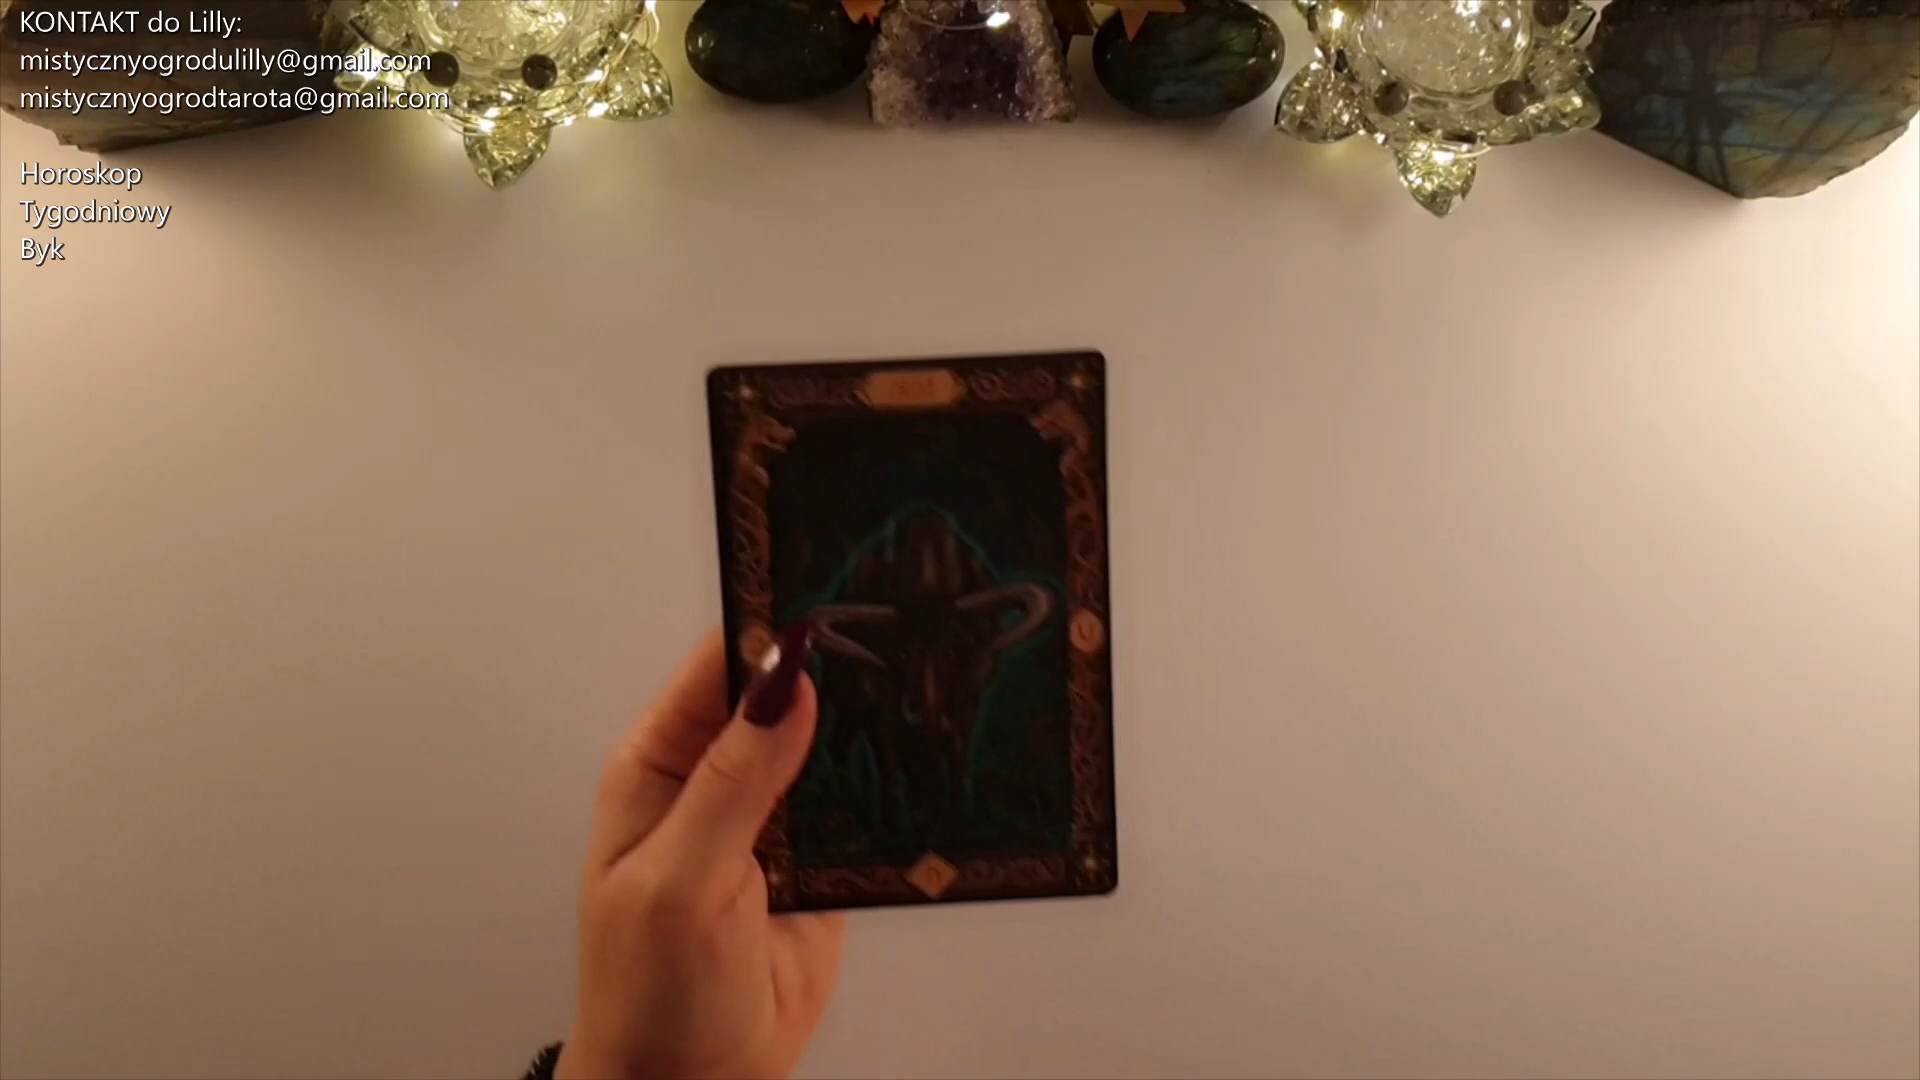 KONTAKT do Lilly:
mistycznyogrodulilly@gmail.com
mistycznyogrodtarota@gmail.com
Horoskop
Tygodniowy
Byk